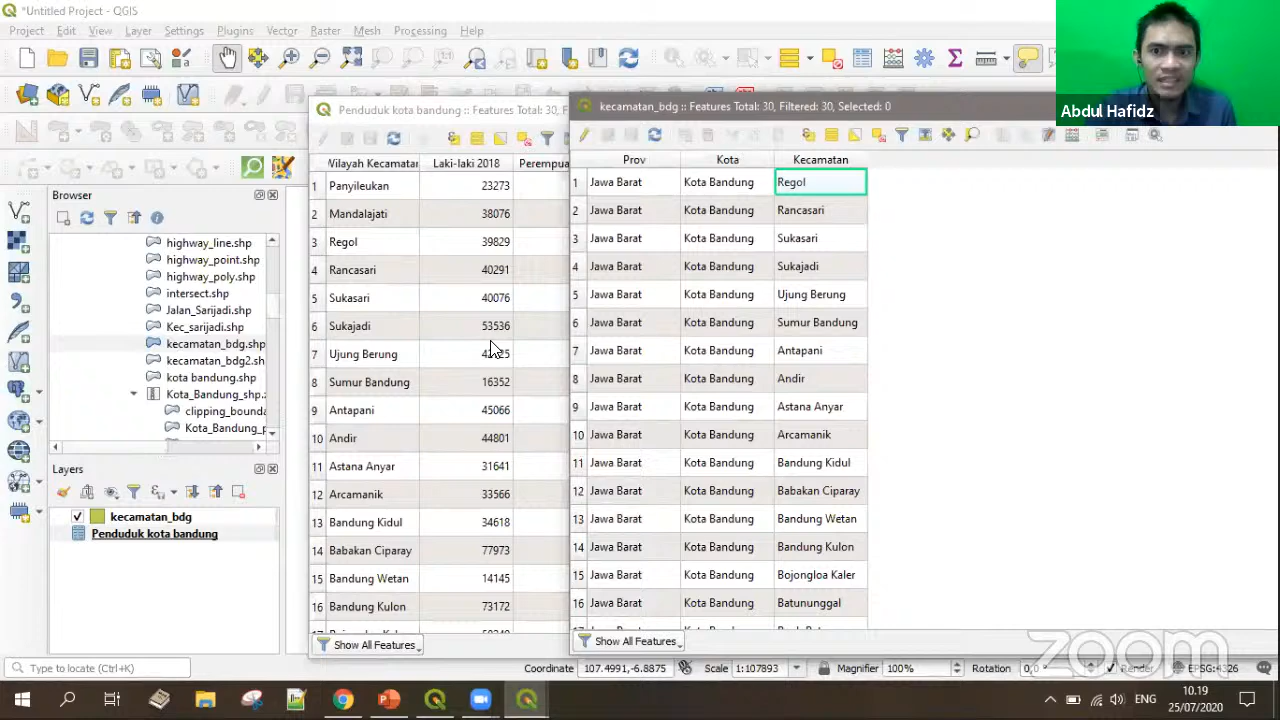 *Untitled Project - QGIS
Project Edit View Layer Settings Plugins Vector Raster Mesh Processing Help
Abdul Hafidz
Browser
highway_line.shp
highway_point.shp
highway_poly.shp
intersect.shp
Jalan_Sarijadi.shp
Kec_sarijadi.shp
kecamatan_bdg.shp
kecamatan_bdg2.sh
kota bandung.shp
Kota_Bandung_shp.z
clipping_bounda
Kota_Bandung_p
Layers
kecamatan_bdg
Penduduk kota bandung
Penduduk kota bandung :: Features Total: 30,
Wilayah Kecamatan Laki-laki 2018 Perempua
1 Panyileukan 23273
2 Mandalajati 38076
3 Regol 39829
4 Rancasari 40291
5 Sukasari 40076
6 Sukajadi 53536
7 Ujung Berung
8 Sumur Bandung 16352
9 Antapani 45066
10 Andir 44801
11 Astana Anyar 31641
12 Arcamanik 33566
13 Bandung Kidul 34618
14 Babakan Ciparay 77973
15 Bandung Wetan 14145
16 Bandung Kulon 73172
Show All Features
kecamatan_bdg :: Features Total: 30, Filtered: 30, Selected: 0
Prov Kota Kecamatan
1 Jawa Barat Kota Bandung Regol
2 Jawa Barat Kota Bandung Rancasari
3 Jawa Barat Kota Bandung Sukasari
4 Jawa Barat Kota Bandung Sukajadi
5 Jawa Barat Kota Bandung Ujung Berung
6 Jawa Barat Kota Bandung Sumur Bandung
7 Jawa Barat Kota Bandung Antapani
8 Jawa Barat Kota Bandung Andir
9 Jawa Barat Kota Bandung Astana Anyar
10 Jawa Barat Kota Bandung Arcamanik
11 Jawa Barat Kota Bandung Bandung Kidul
12 Jawa Barat Kota Bandung Babakan Ciparay
13 Jawa Barat Kota Bandung Bandung Wetan
14 Jawa Barat Kota Bandung Bandung Kulon
15 Jawa Barat Kota Bandung Bojongloa Kaler
16 Jawa Barat Kota Bandung Batununggal
Show All Features
zoom
Type to locate (Ctrl+K) Coordinate 107.4991,-6.8875 Scale 1:107893 Magnifier 100% Rotation 0,0 ° Render EPSG:4326
ENG
10.19
25/07/2020